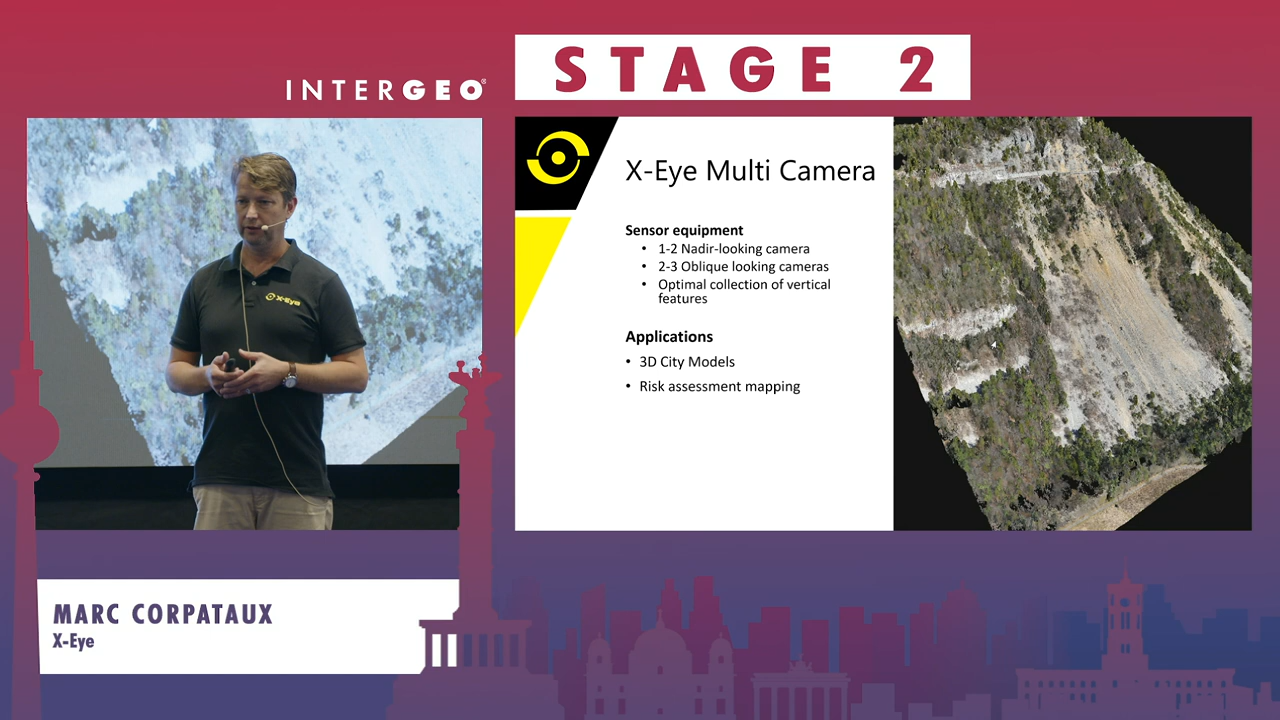 INTERGEO®
STAGE 2
X-Eye
X-Eye Multi Camera
Sensor equipment
• 1-2 Nadir-looking camera
• 2-3 Oblique looking cameras
• Optimal collection of vertical
features
Applications
• 3D City Models
• Risk assessment mapping
MARC CORPATAUX
X-Eye